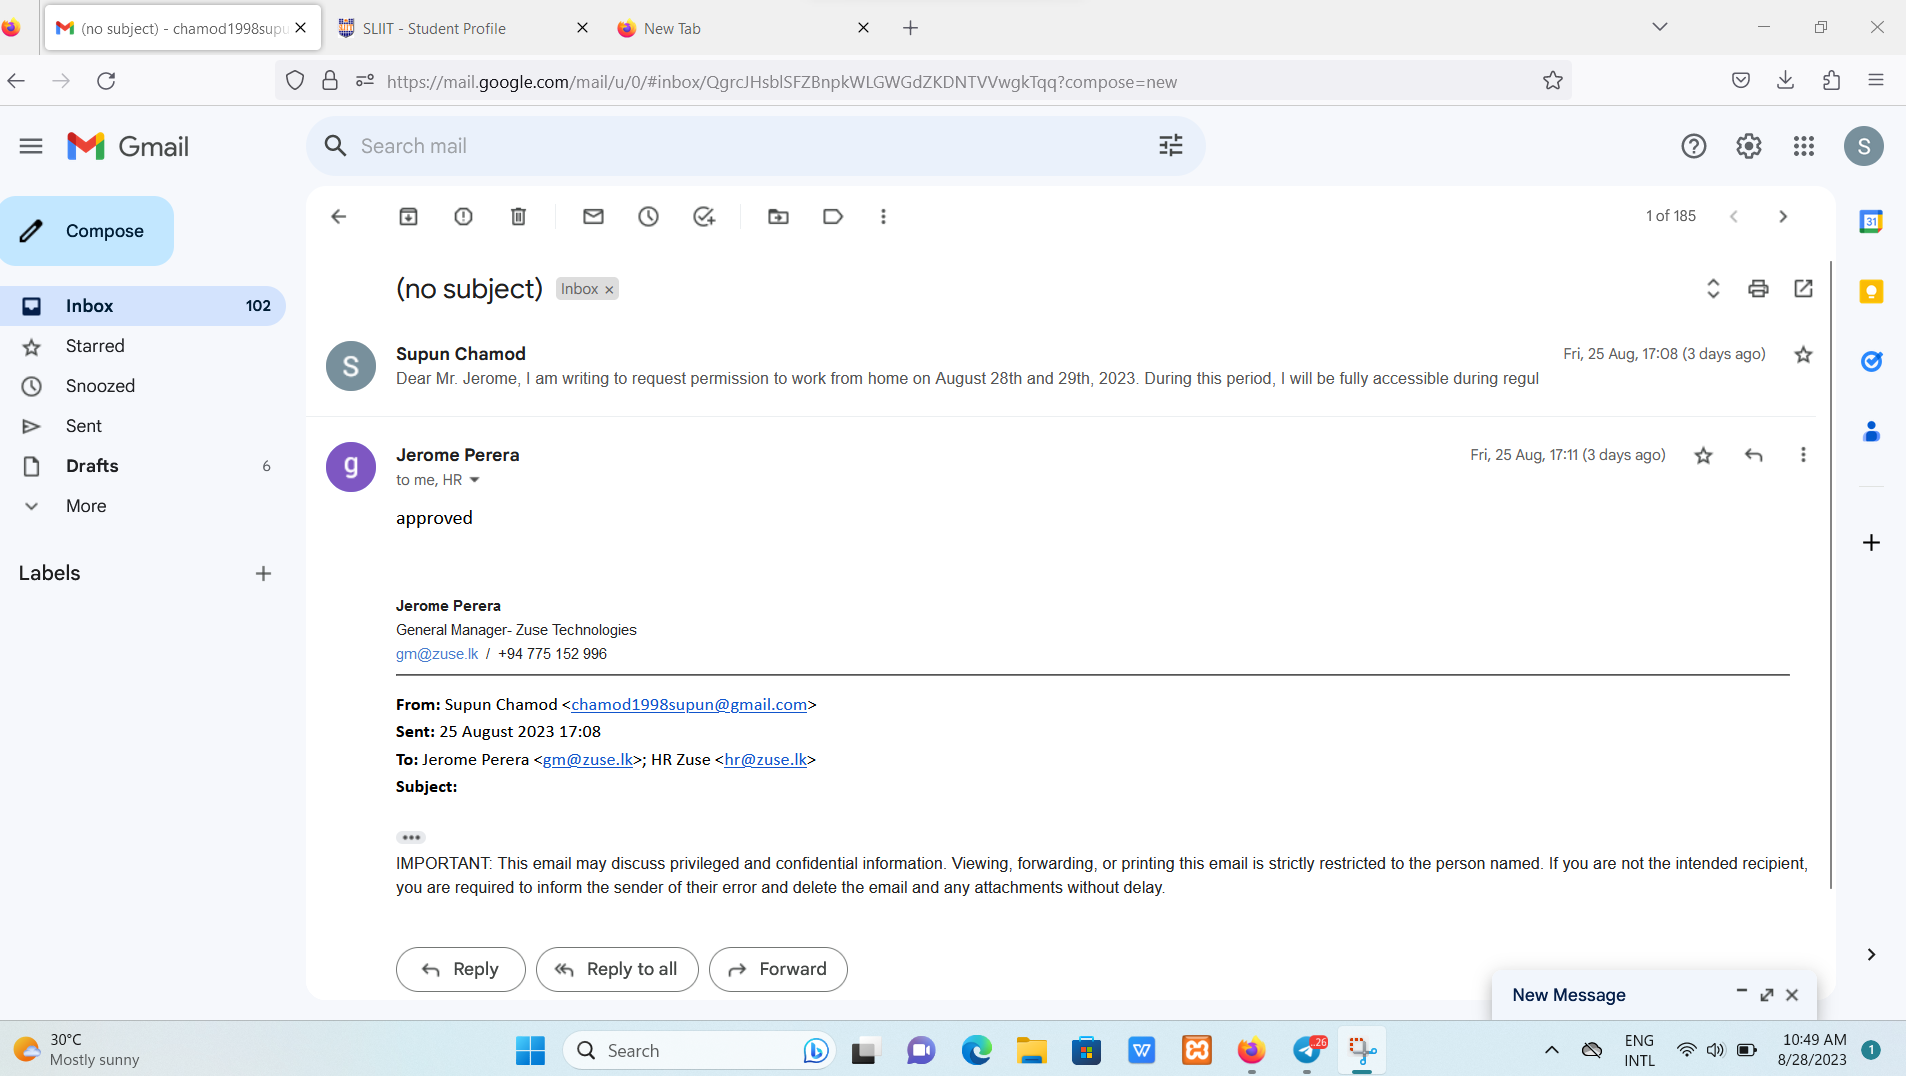 (no subject) - chamod1998supu
SLIIT - Student Profile
New Tab
https://mail.google.com/mail/u/0/#inbox/QgrcJHsblSFZBnpkWLGWGdZKDNTVVwgkTqq?compose=new
Gmail
Search mail
S
Compose
1 of 185
31
(no subject)
Inbox ×
Inbox 102
Starred
Snoozed
Sent
Drafts 6
More
Labels
S
Supun Chamod
Fri, 25 Aug, 17:08 (3 days ago)
Dear Mr. Jerome, I am writing to request permission to work from home on August 28th and 29th, 2023. During this period, I will be fully accessible during regul
g
Jerome Perera
Fri, 25 Aug, 17:11 (3 days ago)
to me, HR
approved
Jerome Perera
General Manager- Zuse Technologies
gm@zuse.lk / +94 775 152 996
From: Supun Chamod <chamod1998supun@gmail.com>
Sent: 25 August 2023 17:08
To: Jerome Perera <gm@zuse.lk>; HR Zuse <hr@zuse.lk>
Subject:
IMPORTANT: This email may discuss privileged and confidential information. Viewing, forwarding, or printing this email is strictly restricted to the person named. If you are not the intended recipient,
you are required to inform the sender of their error and delete the email and any attachments without delay.
Reply
Reply to all
Forward
New Message
30°C
Mostly sunny
Search
W
..26
ENG
INTL
10:49 AM
8/28/2023
1